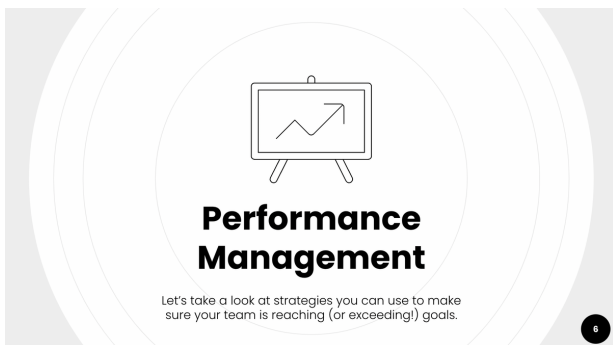 Performance
Management
Let's take a look at strategies you can use to make
sure your team is reaching (or exceeding!) goals.
6